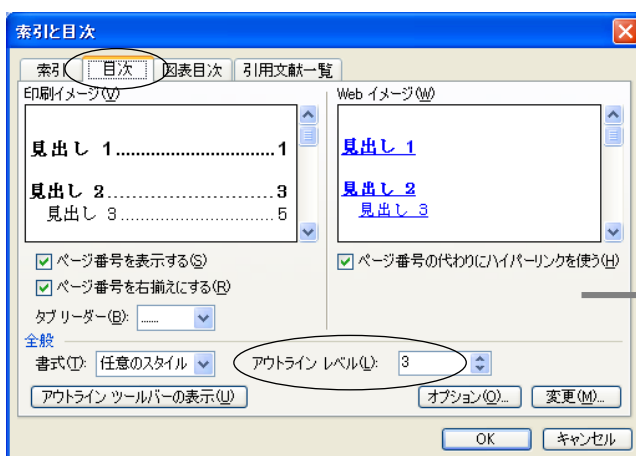 索引と目次
索引 目次 図表目次 引用文献一覧
印刷イメージ(V)
見出し 1................................1
見出し 2...........................3
見出し 3.........................5
Web イメージ(W)
見出し 1
見出し 2
見出し 3
ページ番号を表示する(S)
ページ番号を右揃えにする(R)
タブ リーダー(B): ......
ページ番号の代わりにハイパーリンクを使う(H)
全般
書式(T): 任意のスタイル アウトライン レベル(L): 3
アウトライン ツールバーの表示(U) オプション(O)... 変更(M)...
OK キャンセル